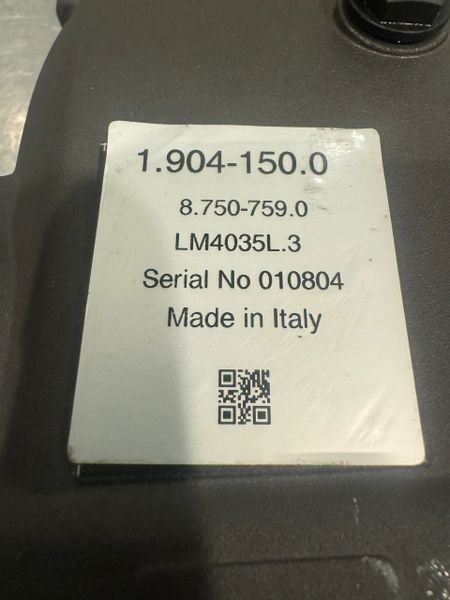 1.904-150.0
8.750-759.0
LM4035L.3
Serial No 010804
Made in Italy